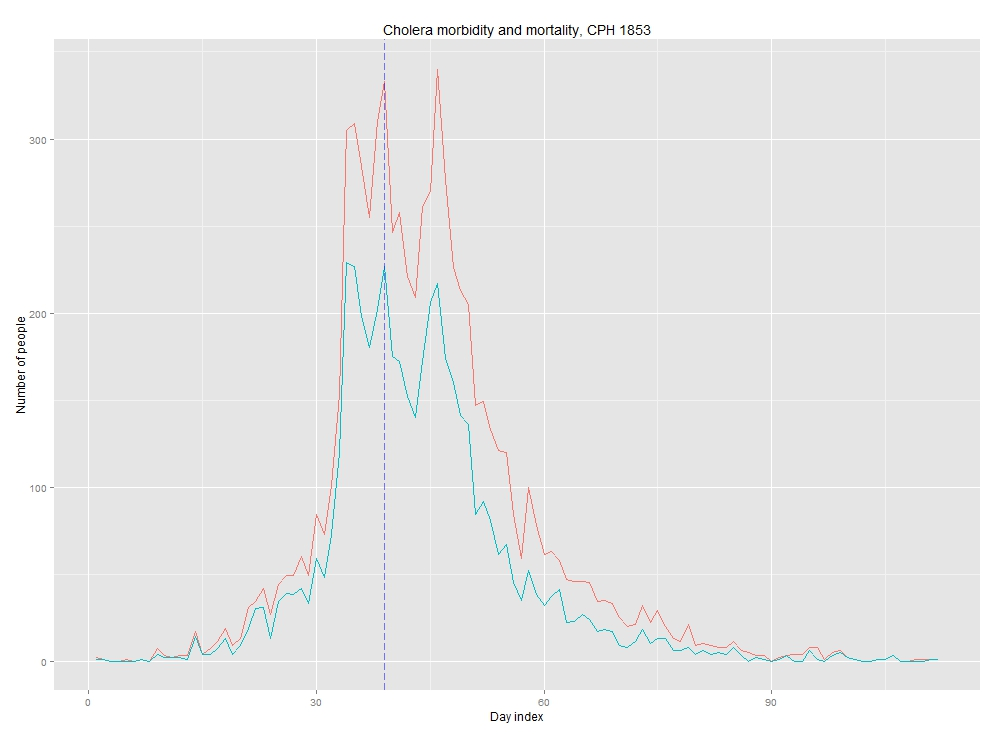 Cholera morbidity and mortality, CPH 1853
Number of people
300
200
100
0
0
30
60
90
Day index